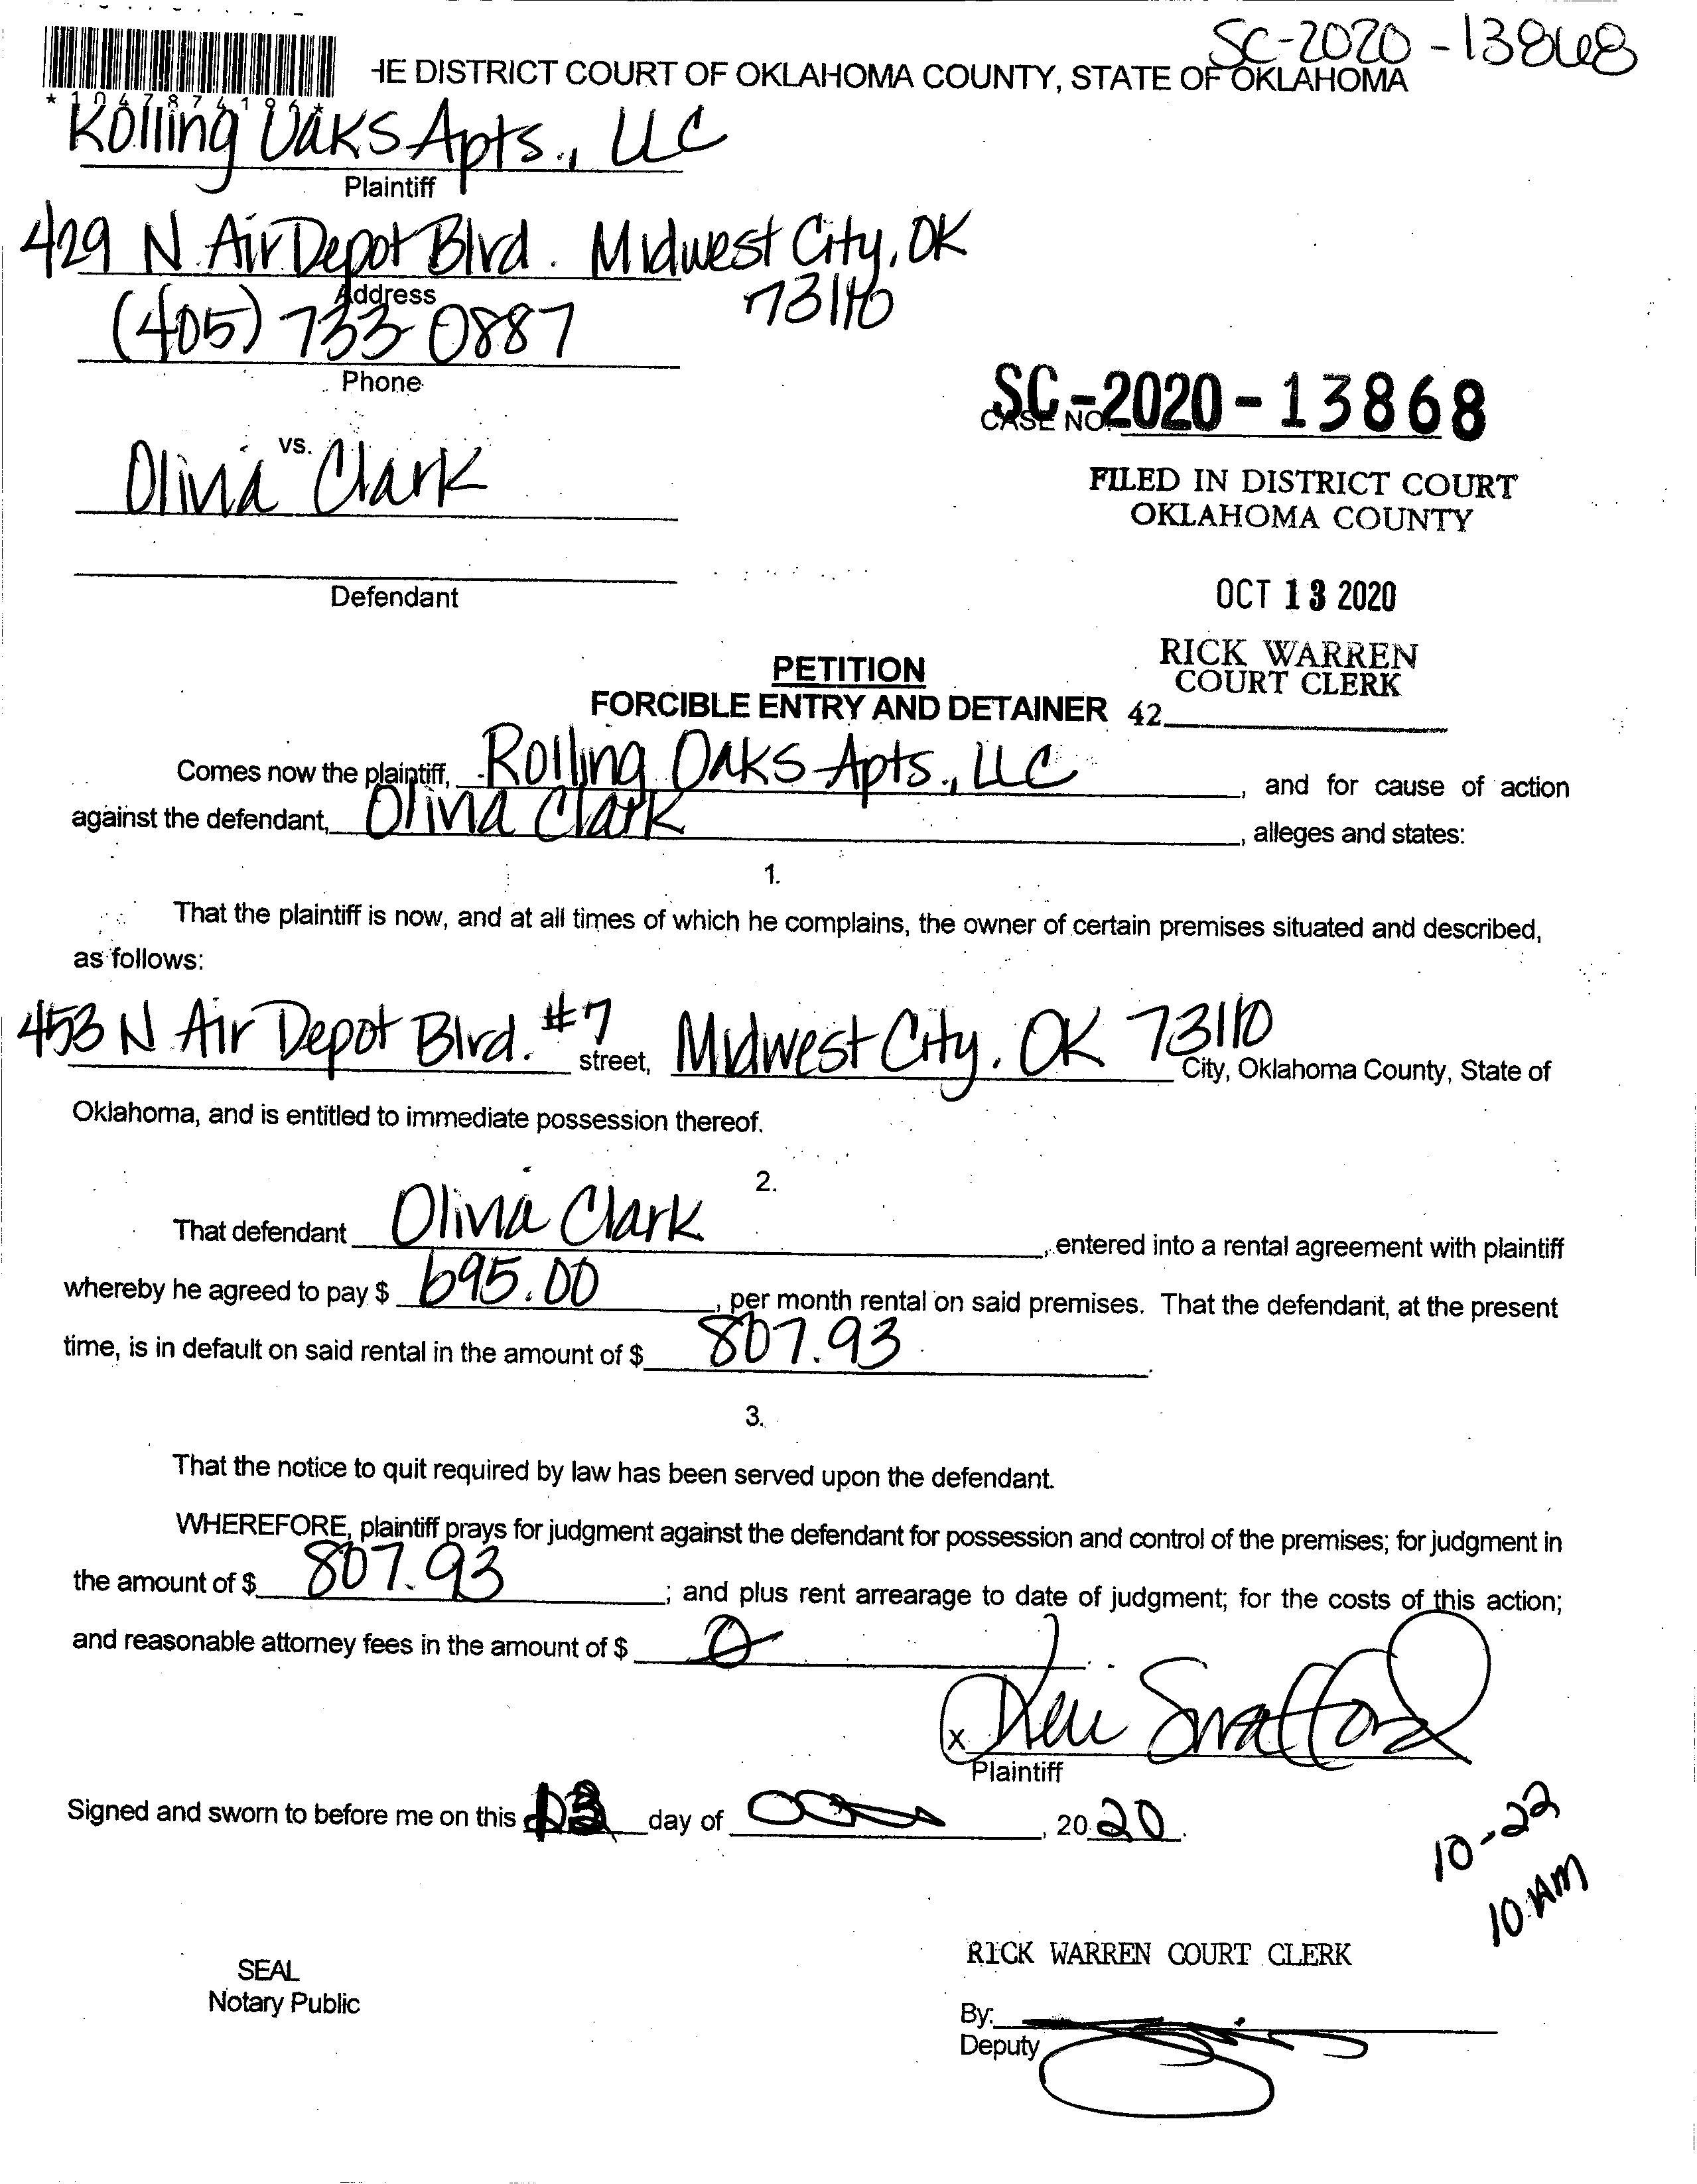 SC-2020-13868
HE DISTRICT COURT OF OKLAHOMA COUNTY, STATE OF OKLAHOMA
*1047874196*
Rolling Oaks Apts., LLC
Plaintiff
429 N Air Depot Blvd. Midwest City, OK
73110
Address
(405) 733-0887
Phone
SC-2020-13868
CASE NO.
vs.
Olivia Clark
FILED IN DISTRICT COURT
OKLAHOMA COUNTY
Defendant
OCT 13 2020
RICK WARREN
COURT CLERK
PETITION
FORCIBLE ENTRY AND DETAINER 42
Comes now the plaintiff, Rolling Oaks Apts., LLC, and for cause of action
against the defendant, Olivia Clark, alleges and states:
1.
That the plaintiff is now, and at all times of which he complains, the owner of certain premises situated and described,
as follows:
453 N Air Depot Blvd. #7 street, Midwest City, OK 73110 City, Oklahoma County, State of
Oklahoma, and is entitled to immediate possession thereof.
2.
That defendant Olivia Clark, entered into a rental agreement with plaintiff
whereby he agreed to pay $ 695.00, per month rental on said premises. That the defendant, at the present
time, is in default on said rental in the amount of $ 807.93.
3.
That the notice to quit required by law has been served upon the defendant.
WHEREFORE, plaintiff prays for judgment against the defendant for possession and control of the premises; for judgment in
the amount of $ 807.93; and plus rent arrearage to date of judgment; for the costs of this action;
and reasonable attorney fees in the amount of $ 0.
x
Plaintiff
Signed and sworn to before me on this 13 day of , 2020.
10-22
10 AM
RICK WARREN COURT CLERK
SEAL
Notary Public
By:
Deputy